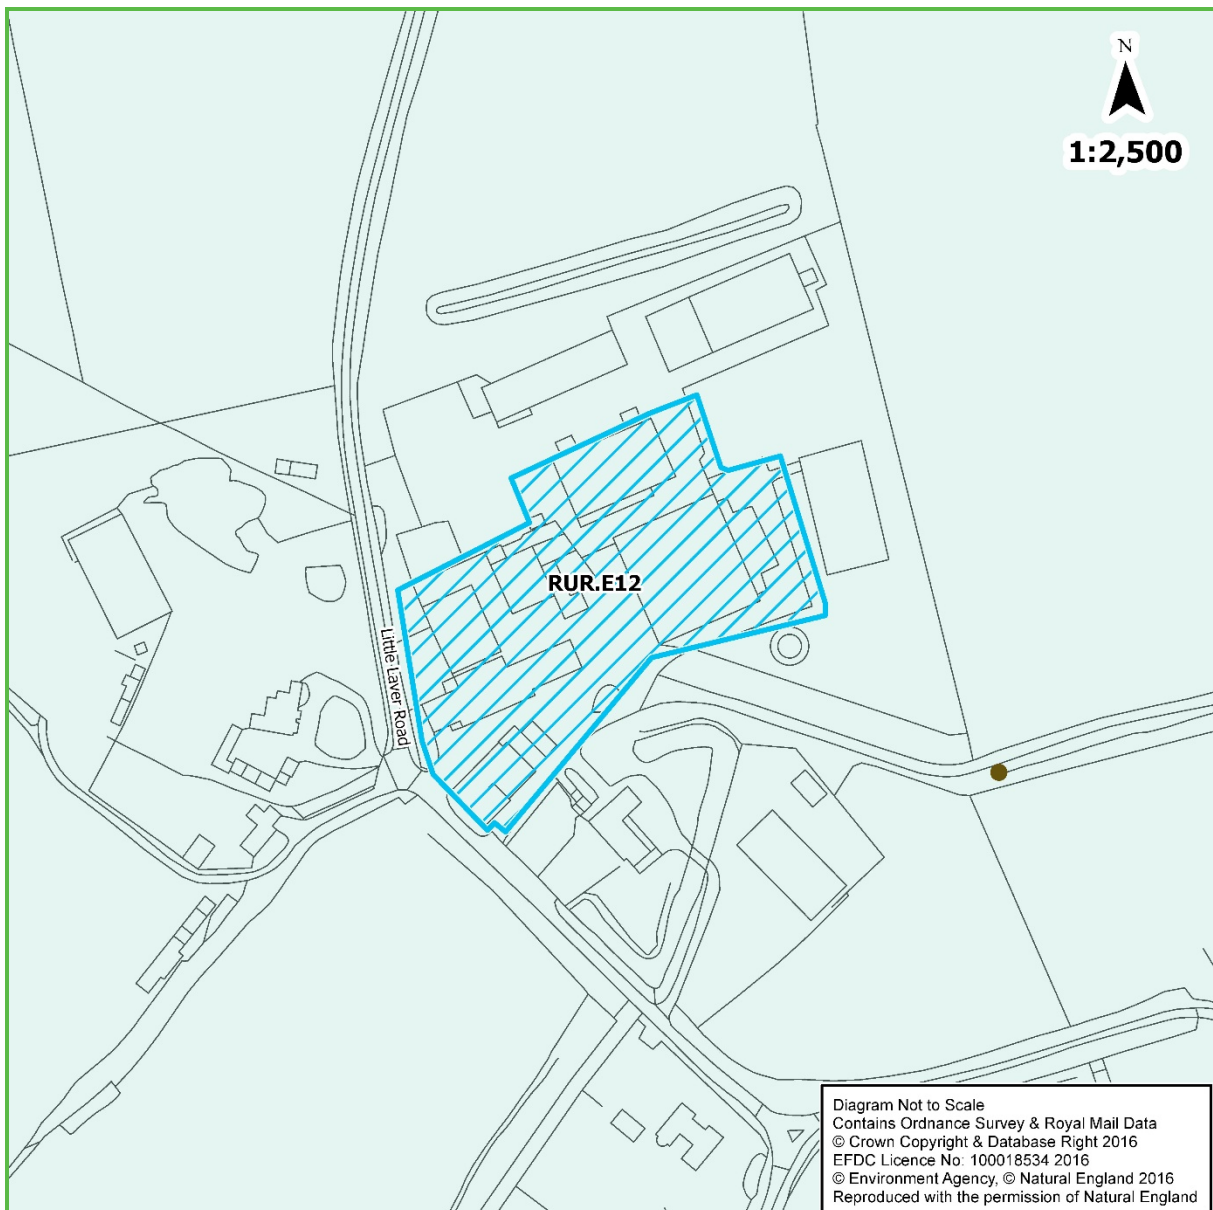 N
1:2,500
RUR.E12
Little Laver Road
Diagram Not to Scale
Contains Ordnance Survey & Royal Mail Data
© Crown Copyright & Database Right 2016
EFDC Licence No: 100018534 2016
© Environment Agency, © Natural England 2016
Reproduced with the permission of Natural England